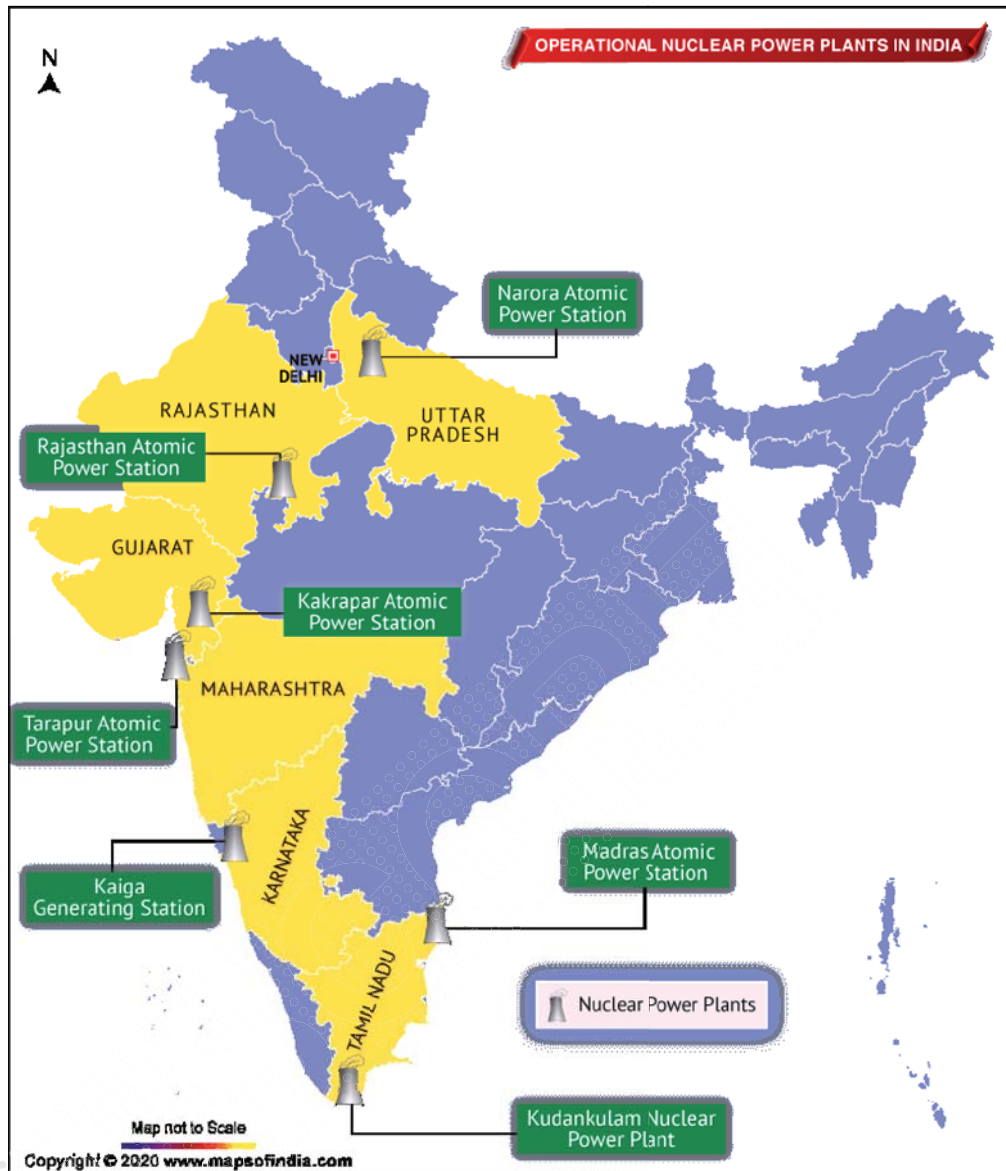 OPERATIONAL NUCLEAR POWER PLANTS IN INDIA
N
Narora Atomic
Power Station
NEW
DELHI
RAJASTHAN
UTTAR
PRADESH
Rajasthan Atomic
Power Station
GUJARAT
Kakrapar Atomic
Power Station
MAHARASHTRA
Tarapur Atomic
Power Station
KARNATAKA
Madras Atomic
Power Station
Kaiga
Generating Station
TAMIL NADU
Nuclear Power Plants
Kudankulam Nuclear
Power Plant
Map not to Scale
Copyright © 2020 www.mapsofindia.com